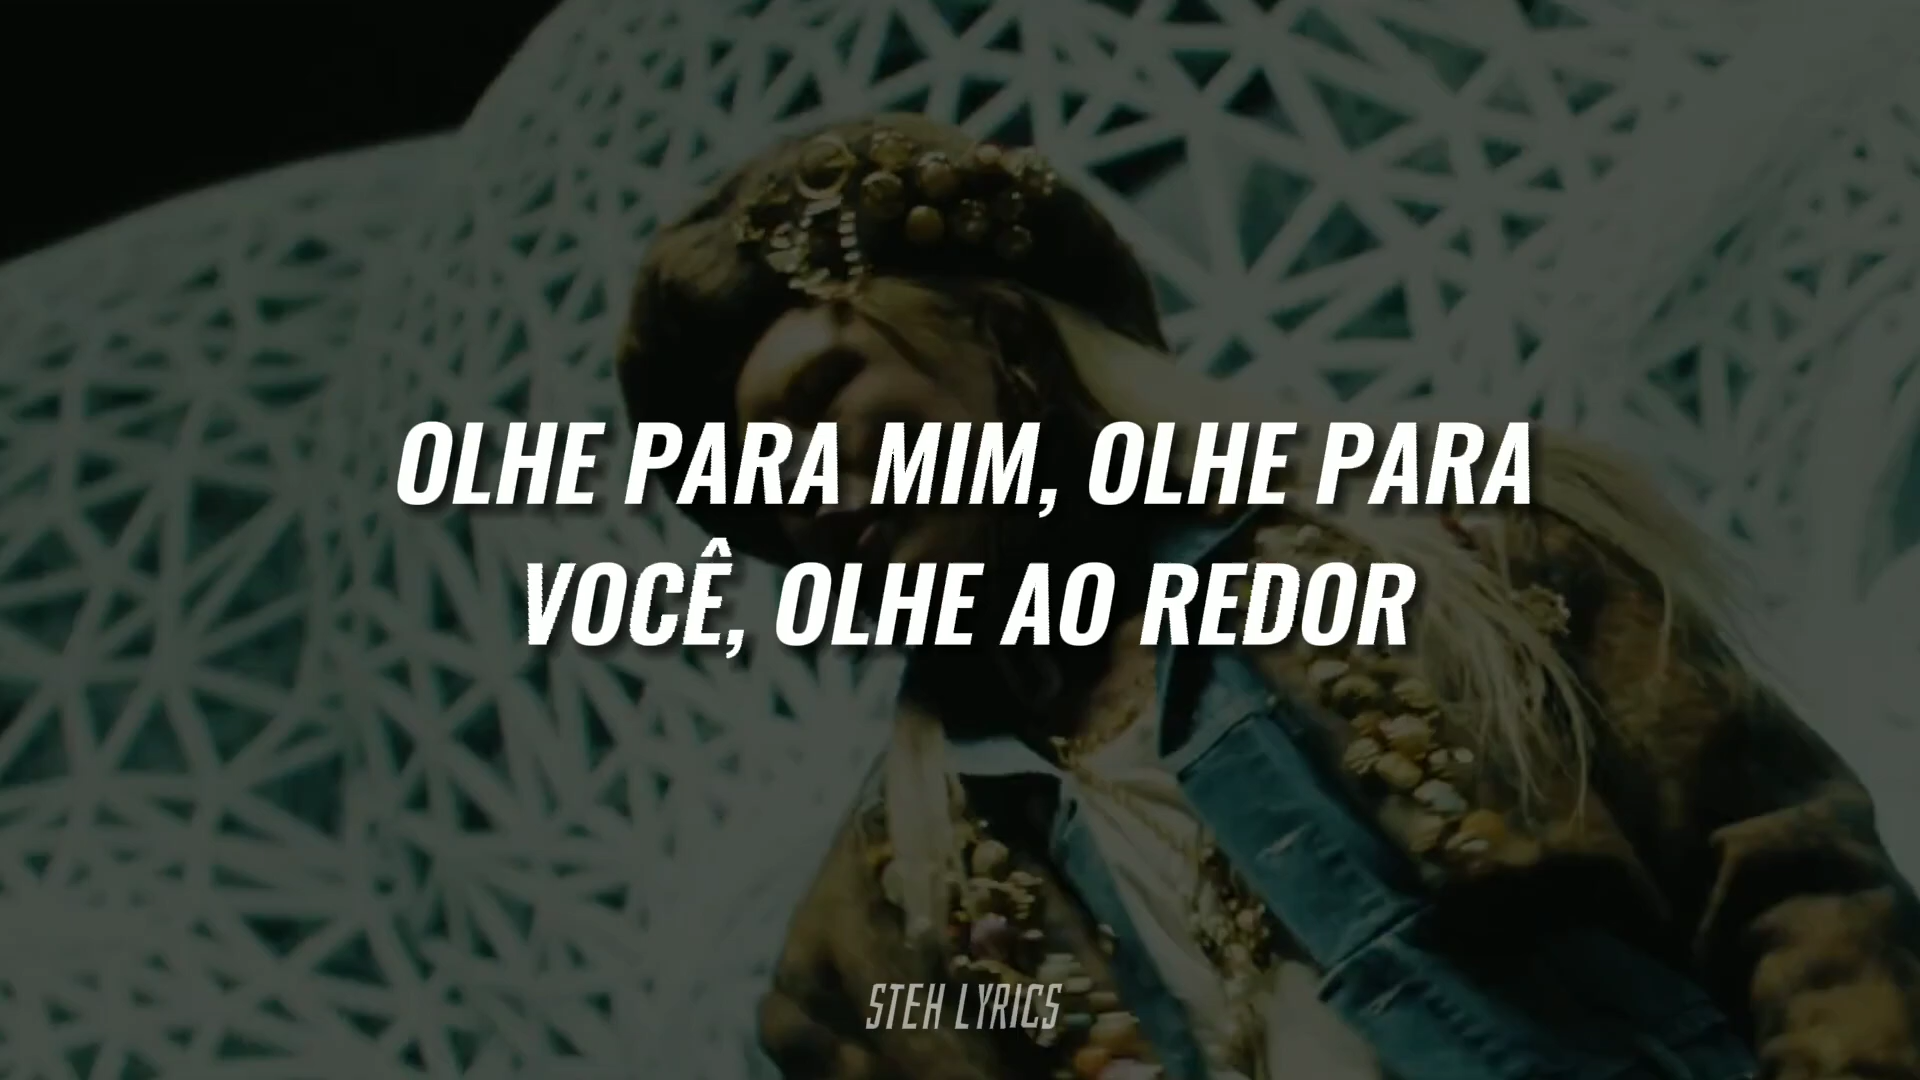 OLHE PARA MIM, OLHE PARA
VOCÊ, OLHE AO REDOR
STEH LYRICS